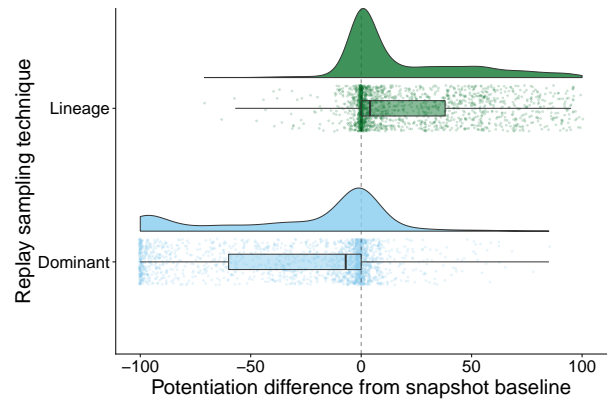 Replay sampling technique
Lineage
Dominant
−100
−50
0
50
100
Potentiation difference from snapshot baseline